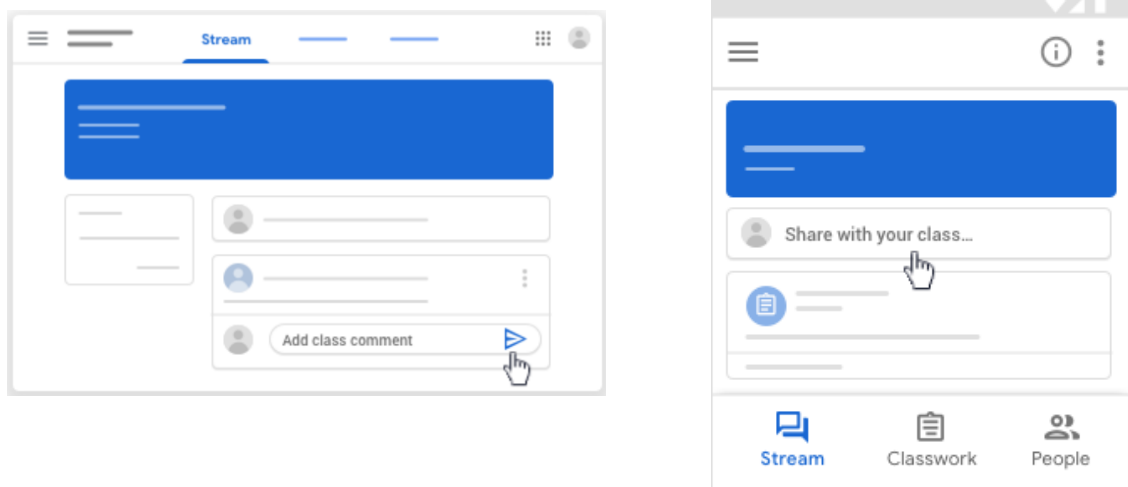 Stream
Add class comment
Share with your class...
Stream
Classwork
People